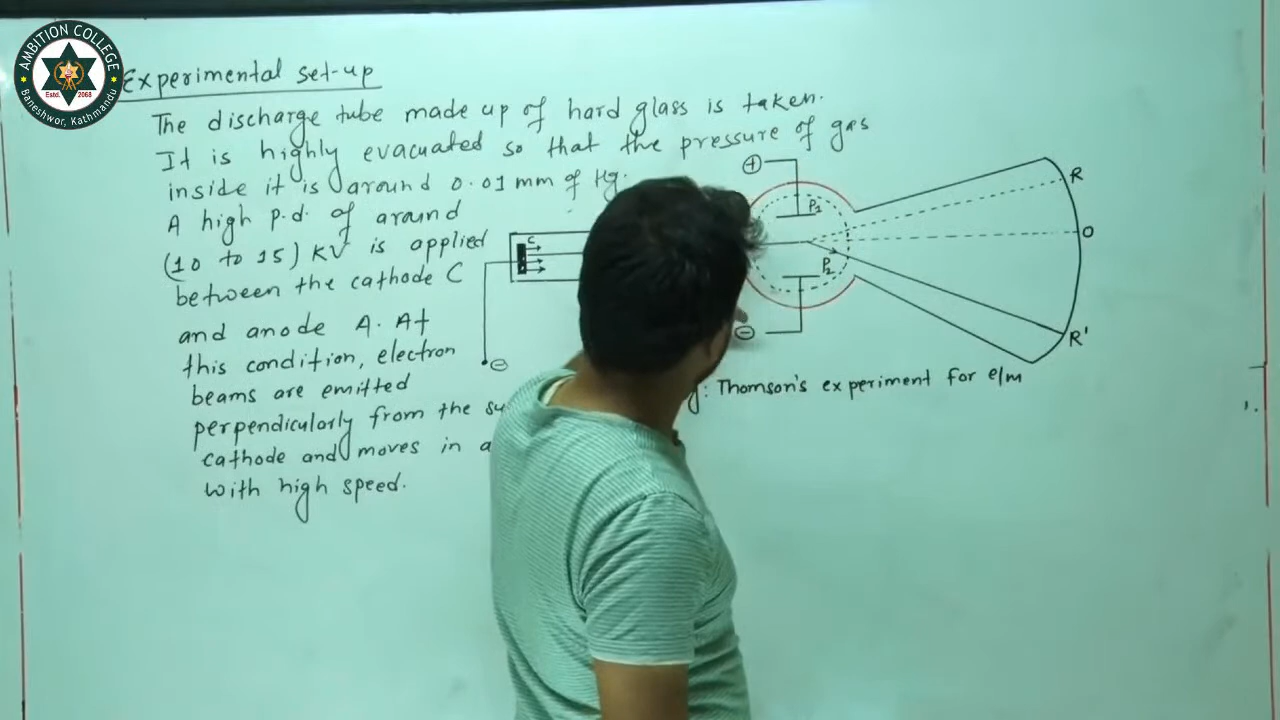 AMBITION COLLEGE
Estd. 2068
Baneshwor, Kathmandu
Experimental set-up
The discharge tube made up of hard glass is taken.
It is highly evacuated so that the pressure of gas
inside it is around 0.01 mm of Hg.
A high p.d. of around
(10 to 15) KV is applied
between the cathode C
and anode A. At
this condition, electron
beams are emitted
perpendicularly from the su
cathode and moves in a
with high speed.
C
⊖
⊕
P1
P2
⊖
R
O
R'
: Thomson's experiment for e/m